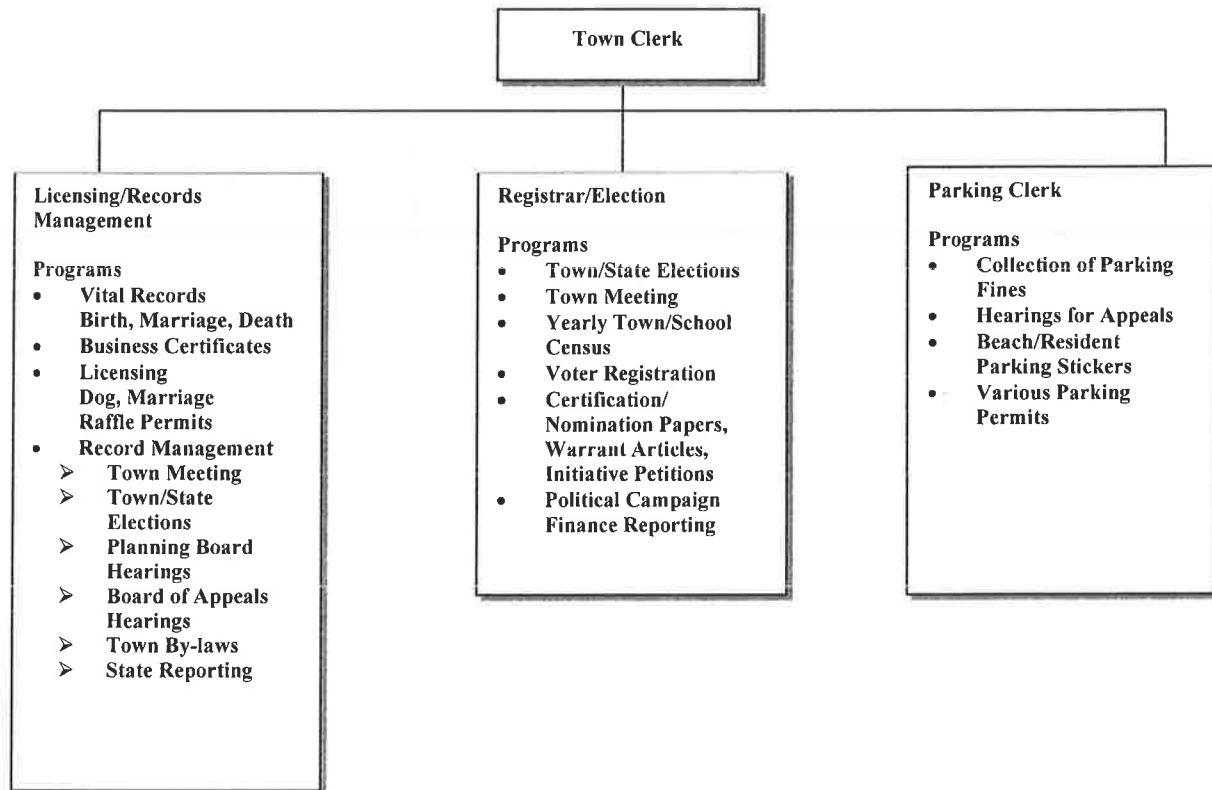 Town Clerk
Licensing/Records
Management
Programs
• Vital Records
Birth, Marriage, Death
• Business Certificates
• Licensing
Dog, Marriage
Raffle Permits
• Record Management
➢ Town Meeting
➢ Town/State
Elections
➢ Planning Board
Hearings
➢ Board of Appeals
Hearings
➢ Town By-laws
➢ State Reporting
Registrar/Election
Programs
• Town/State Elections
• Town Meeting
• Yearly Town/School
Census
• Voter Registration
• Certification/
Nomination Papers,
Warrant Articles,
Initiative Petitions
• Political Campaign
Finance Reporting
Parking Clerk
Programs
• Collection of Parking
Fines
• Hearings for Appeals
• Beach/Resident
Parking Stickers
• Various Parking
Permits